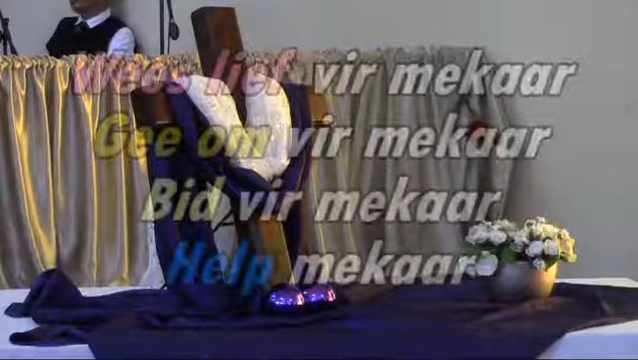 Wees lief vir mekaar
Gee om vir mekaar
Bid vir mekaar
Help mekaar